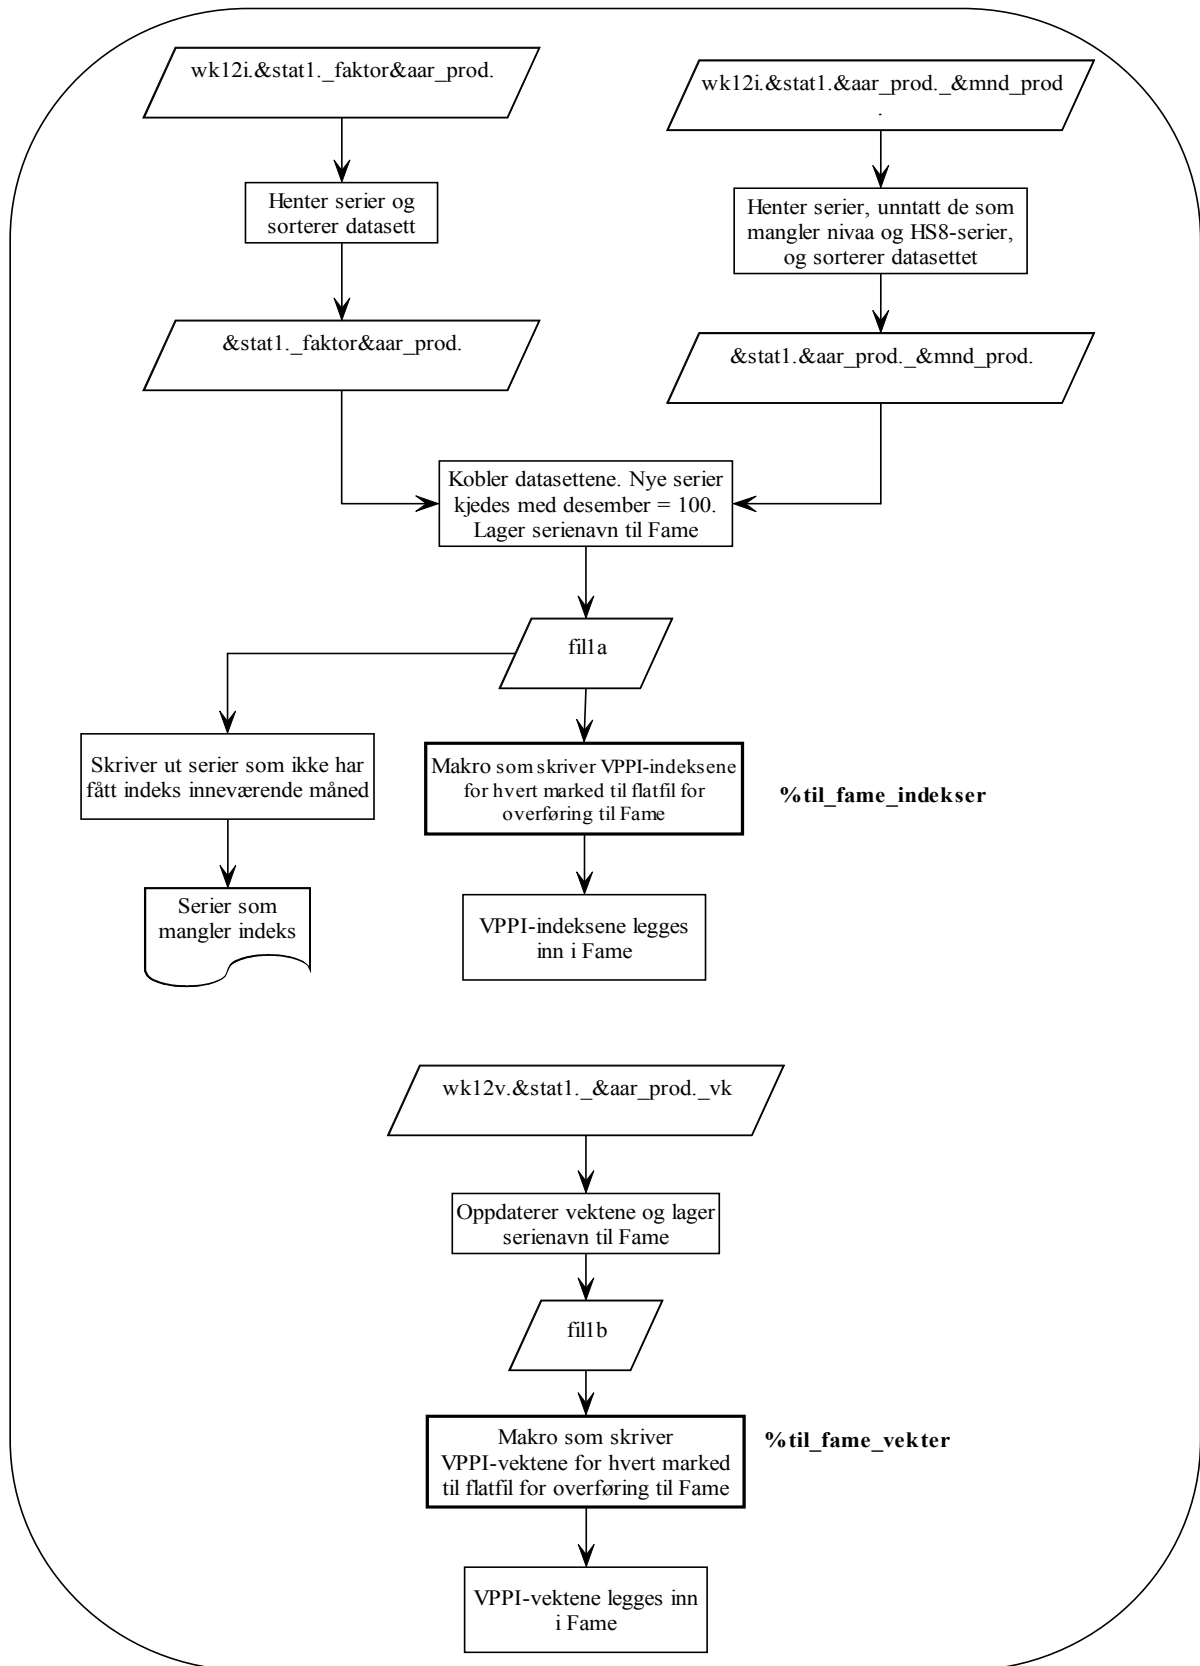 wk12i.&stat1._faktor&aar_prod.
wk12i.&stat1.&aar_prod._&mnd_prod
.
Henter serier og
sorterer datasett
Henter serier, unntatt de som
mangler nivaa og HS8-serier,
og sorterer datasettet
&stat1._faktor&aar_prod.
&stat1.&aar_prod._&mnd_prod.
Kobler datasettene. Nye serier
kjedes med desember = 100.
Lager serienavn til Fame
fil1a
Skriver ut serier som ikke har
fått indeks inneværende måned
Makro som skriver VPPI-indeksene
for hvert marked til flatfil for
overføring til Fame
%til_fame_indekser
Serier som
mangler indeks
VPPI-indeksene legges
inn i Fame
wk12v.&stat1._&aar_prod._vk
Oppdaterer vektene og lager
serienavn til Fame
fil1b
Makro som skriver
VPPI-vektene for hvert marked
til flatfil for overføring til Fame
%til_fame_vekter
VPPI-vektene legges inn
i Fame